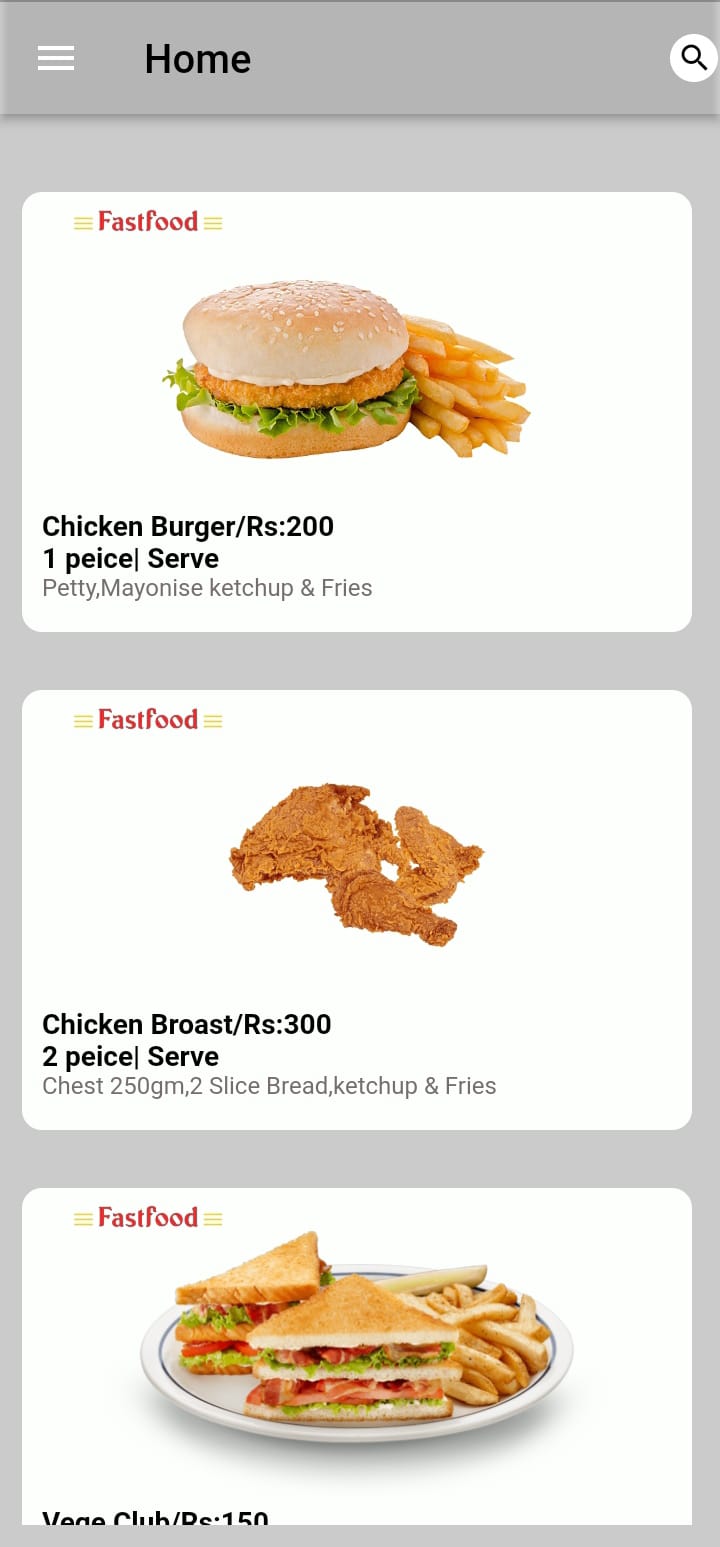 Home
Fastfood
Chicken Burger/Rs:200
1 peice| Serve
Petty,Mayonise ketchup & Fries
Fastfood
Chicken Broast/Rs:300
2 peice| Serve
Chest 250gm,2 Slice Bread,ketchup & Fries
Fastfood
Vege Club/Rs:150